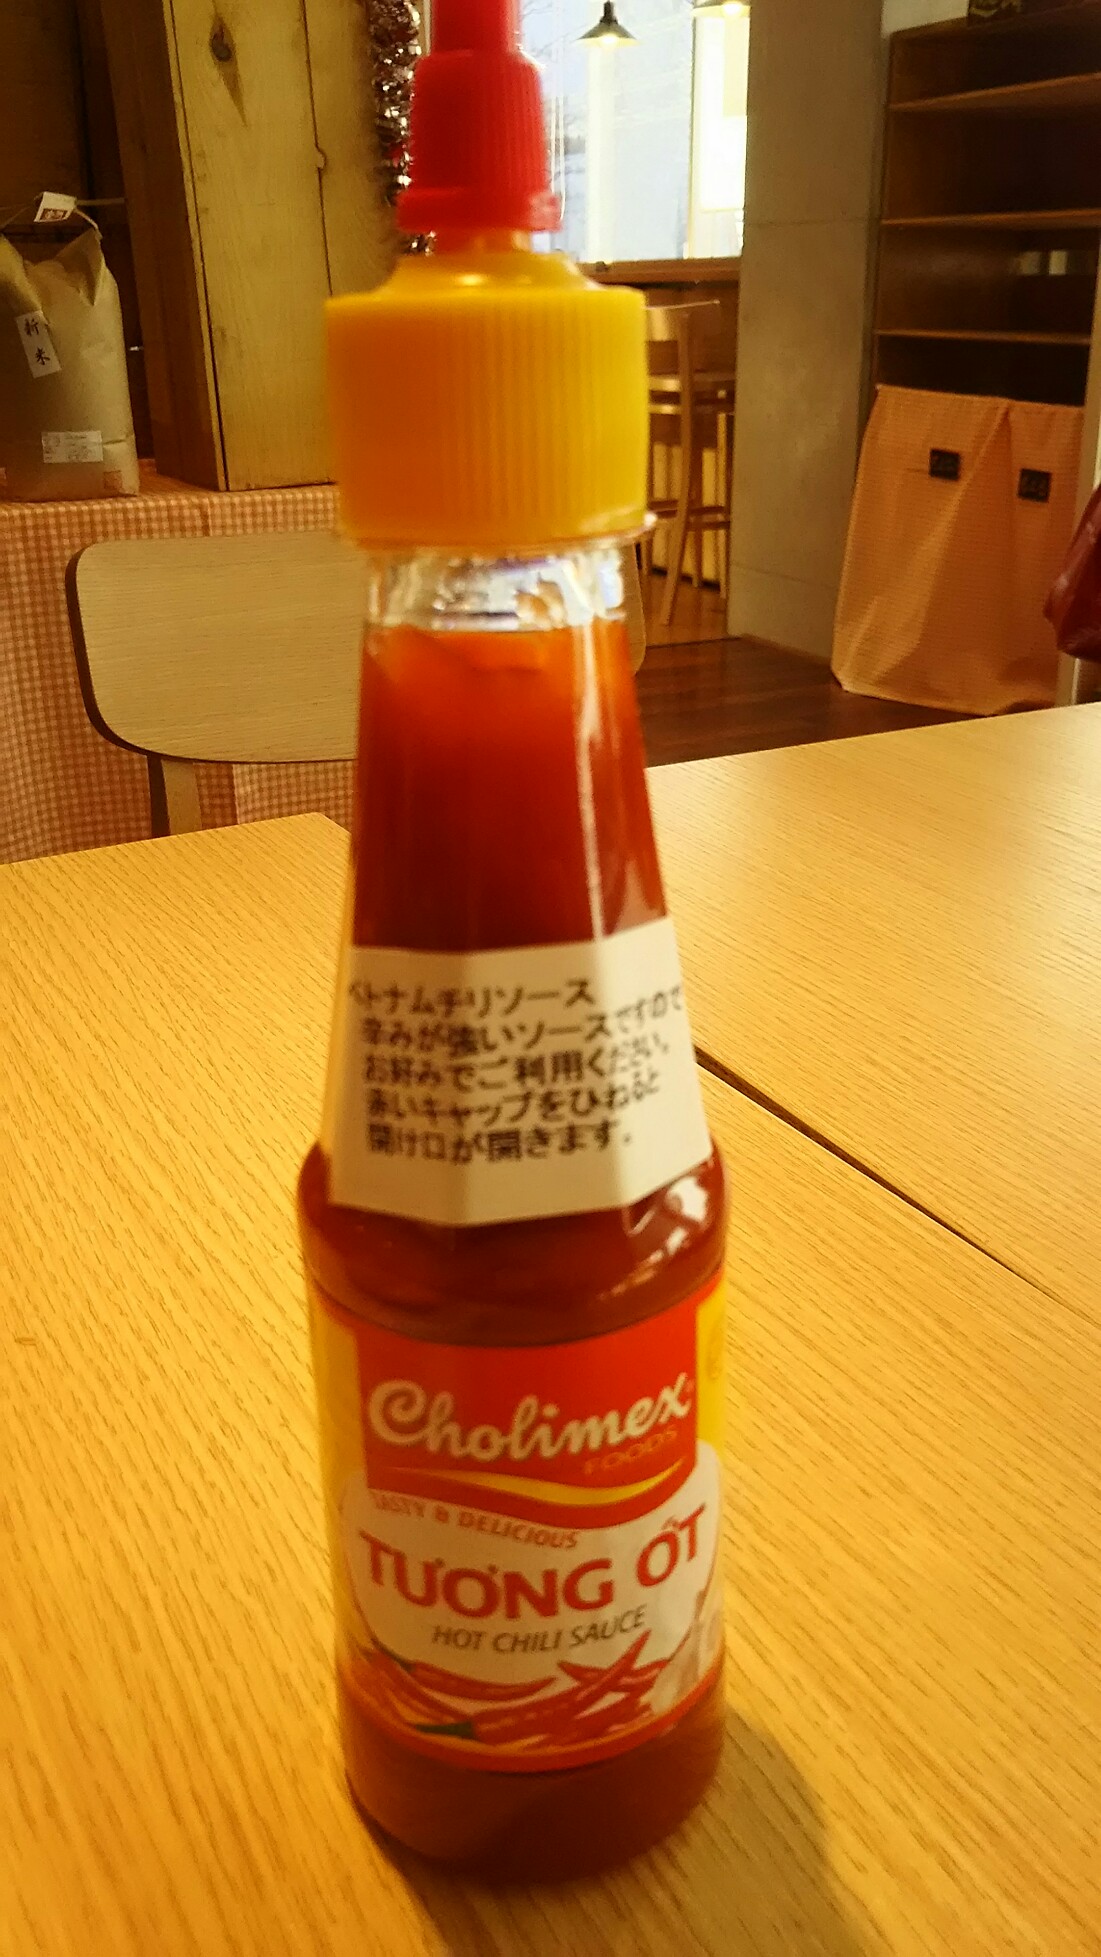 新米
ベトナムチリソース
辛みが強いソースですので
お好みでご利用ください。
赤いキャップをひねると
開け口が開きます。
Cholimex
FOODS
TASTY & DELICIOUS
TƯƠNG ỚT
HOT CHILI SAUCE